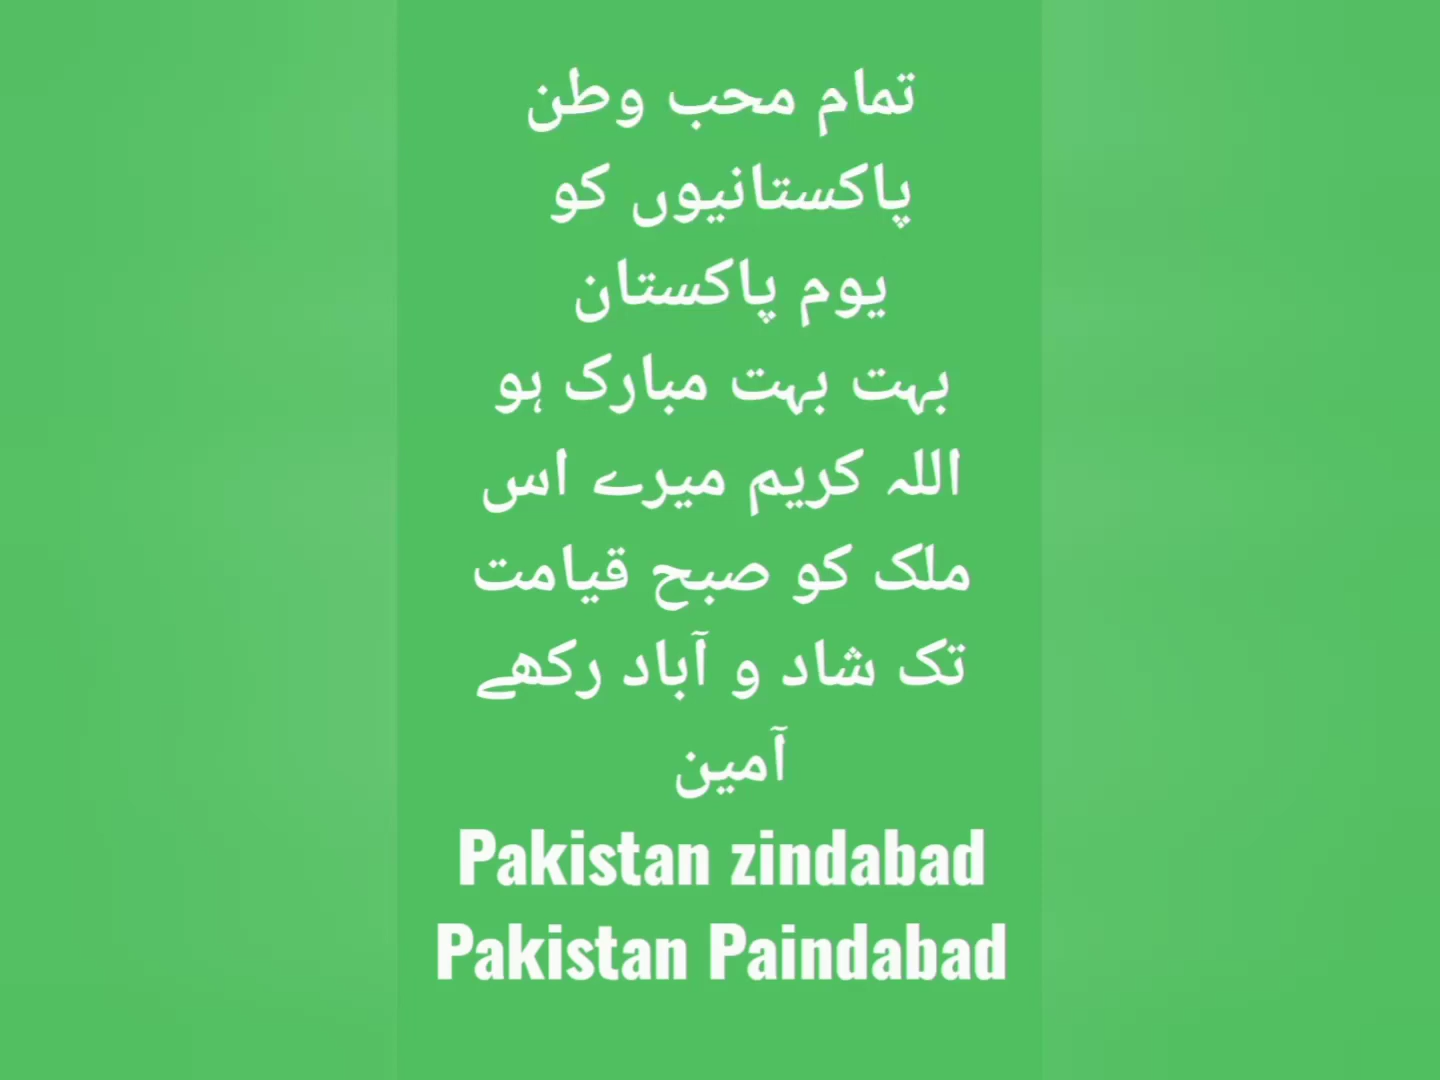 تمام محب وطن
پاکستانیوں کو
یوم پاکستان
بہت بہت مبارک ہو
اللہ کریم میرے اس
ملک کو صبح قیامت
تک شاد و آباد رکھے
آمین
Pakistan zindabad
Pakistan Paindabad